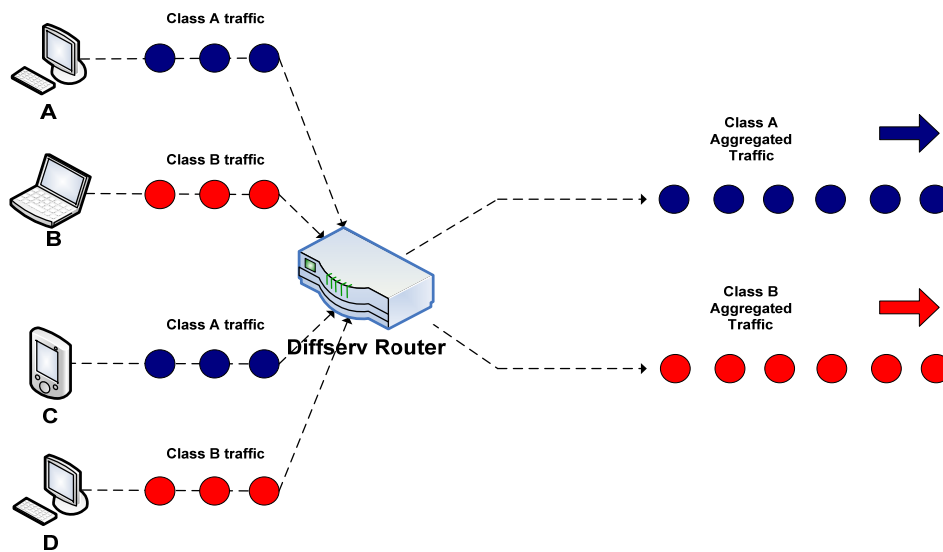 Class A traffic
A
Class B traffic
B
Class A traffic
C
Class B traffic
D
Diffserv Router
Class A
Aggregated
Traffic
Class B
Aggregated
Traffic